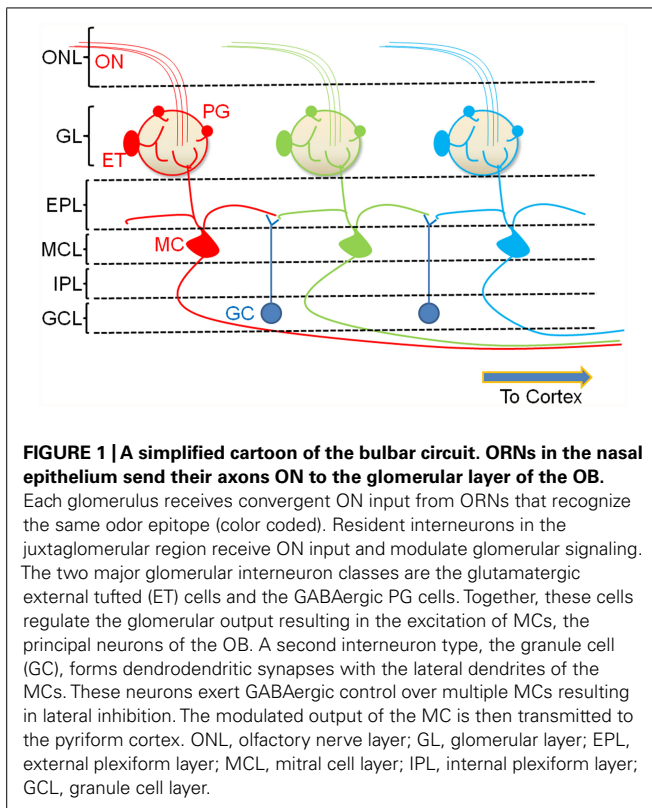 ONL
ON
PG
GL
ET
EPL
MC
MCL
IPL
GC
GCL
To Cortex
FIGURE 1 | A simplified cartoon of the bulbar circuit. ORNs in the nasal
epithelium send their axons ON to the glomerular layer of the OB.
Each glomerulus receives convergent ON input from ORNs that recognize
the same odor epitope (color coded). Resident interneurons in the
juxtaglomerular region receive ON input and modulate glomerular signaling.
The two major glomerular interneuron classes are the glutamatergic
external tufted (ET) cells and the GABAergic PG cells. Together, these cells
regulate the glomerular output resulting in the excitation of MCs, the
principal neurons of the OB. A second interneuron type, the granule cell
(GC), forms dendrodendritic synapses with the lateral dendrites of the
MCs. These neurons exert GABAergic control over multiple MCs resulting
in lateral inhibition. The modulated output of the MC is then transmitted to
the pyriform cortex. ONL, olfactory nerve layer; GL, glomerular layer; EPL,
external plexiform layer; MCL, mitral cell layer; IPL, internal plexiform layer;
GCL, granule cell layer.